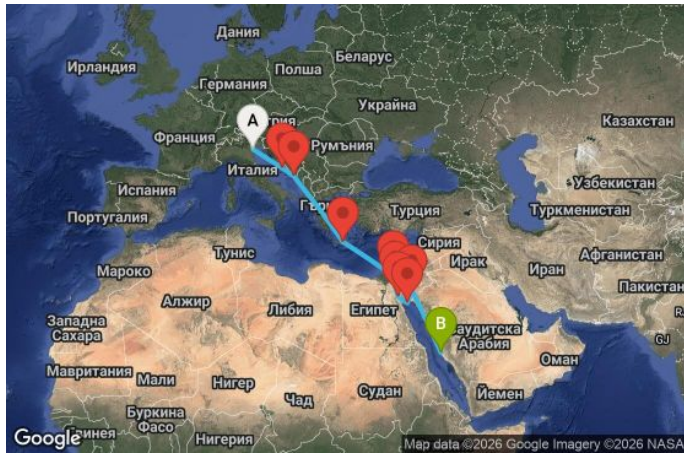 Дания
Ирландия
Беларус
Полша
Германия
Украйна
Казахстан
Франция
Румъния
Италия
Узбекистан
Испания
Турция
Туркменистан
Португалия
Сирия
Тунис
Афганистан
Ирак
Иран
Мароко
Пакистан
Алжир
Либия
Египет
Западна
Сахара
Саудитска
Арабия
GJ
Оман
Мавритания
Мали
Нигер
Чад
Судан
Йемен
Буркина
Фасо
Нигерия
A
B
Google
Map data ©2026 Google Imagery ©2026 NASA